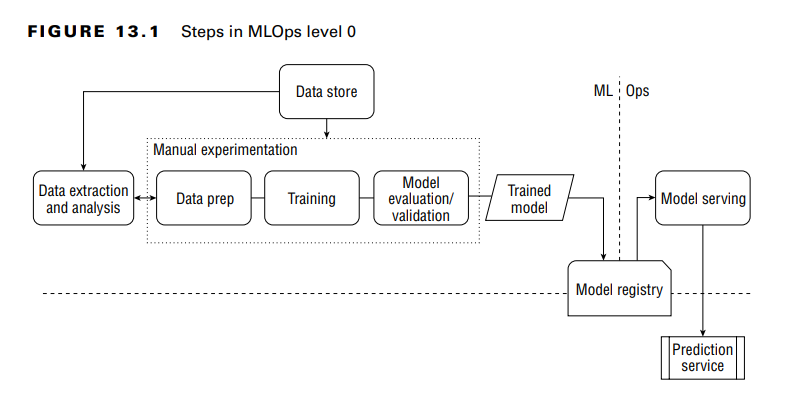 FIGURE 13.1 Steps in MLOps level 0
Data store
ML Ops
Manual experimentation
Data extraction
and analysis
Data prep
Training
Model
evaluation/
validation
Trained
model
Model serving
Model registry
Prediction
service